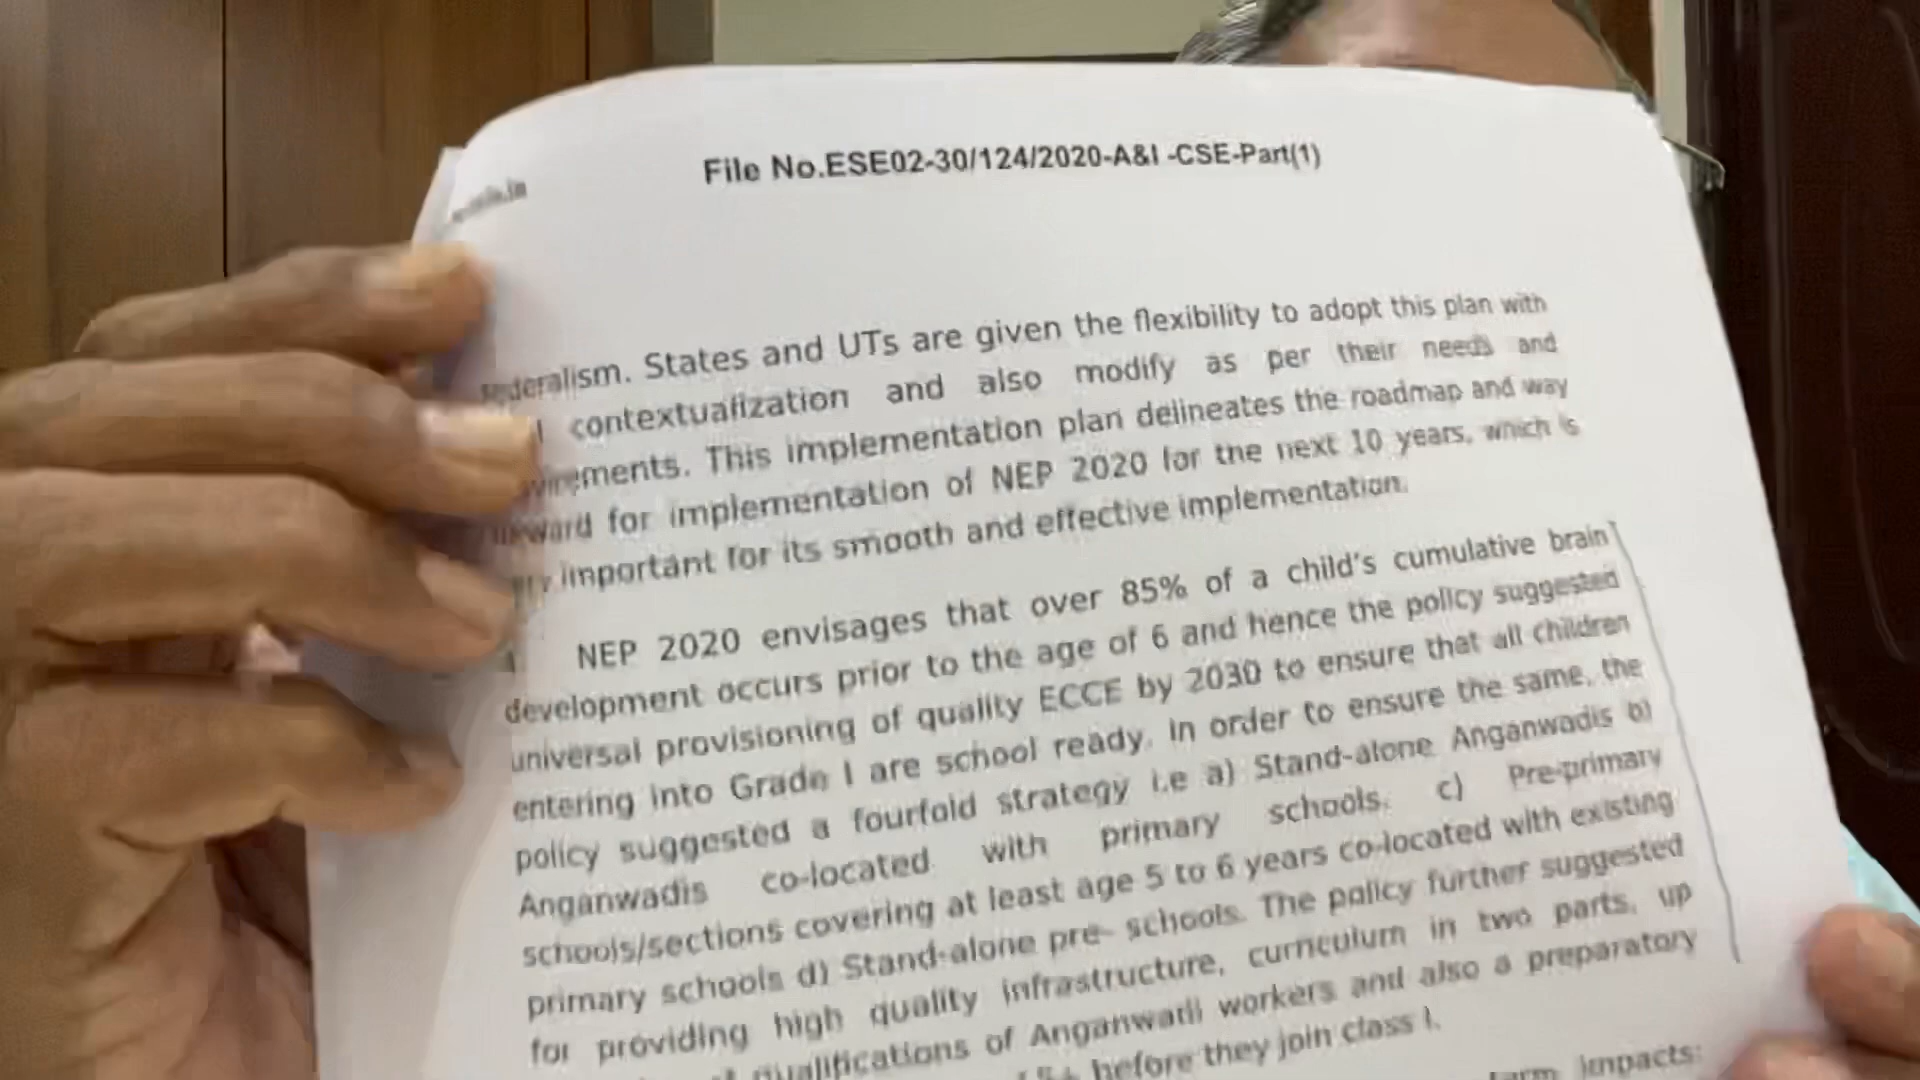 File No.ESE02-30/124/2020-A&I -CSE-Part(1)
federalism. States and UTs are given the flexibility to adopt this plan with
contextualization and also modify as per their needs and
This implementation plan delineates the roadmap and way
for implementation of NEP 2020 for the next 10 years, which is
important for its smooth and effective implementation.
NEP 2020 envisages that over 85% of a child's cumulative brain
development occurs prior to the age of 6 and hence the policy suggested
universal provisioning of quality ECCE by 2030 to ensure that all children
entering into Grade I are school ready. In order to ensure the same, the
policy suggested a fourfold strategy i.e a) Stand-alone Anganwadis b)
Anganwadis co-located with primary schools, c) Pre-primary
schools/sections covering at least age 5 to 6 years co-located with existing
primary schools d) Stand-alone pre- schools. The policy further suggested
for providing high quality infrastructure, curriculum in two parts, up
qualifications of Anganwadi workers and also a preparatory
before they join class I.
impacts: